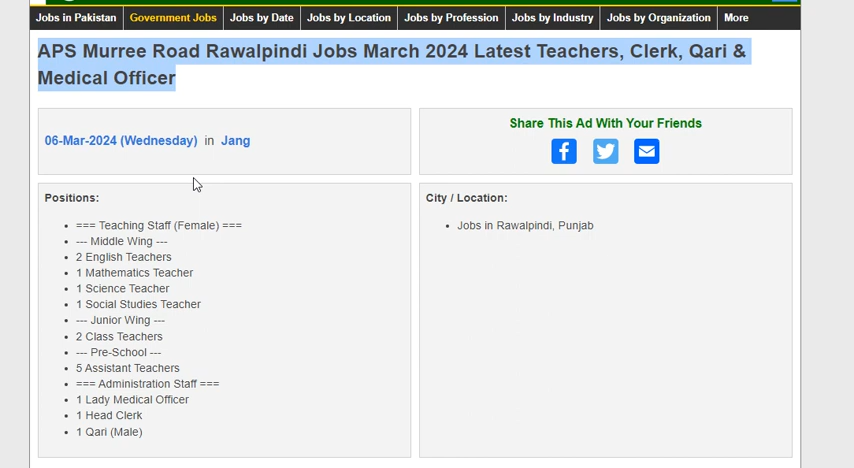 Jobs in Pakistan Government Jobs Jobs by Date Jobs by Location Jobs by Profession Jobs by Industry Jobs by Organization More
APS Murree Road Rawalpindi Jobs March 2024 Latest Teachers, Clerk, Qari &
Medical Officer
06-Mar-2024 (Wednesday) in Jang
Share This Ad With Your Friends
Positions:
=== Teaching Staff (Female) ===
--- Middle Wing ---
2 English Teachers
1 Mathematics Teacher
1 Science Teacher
1 Social Studies Teacher
--- Junior Wing ---
2 Class Teachers
--- Pre-School ---
5 Assistant Teachers
=== Administration Staff ===
1 Lady Medical Officer
1 Head Clerk
1 Qari (Male)
City / Location:
Jobs in Rawalpindi, Punjab